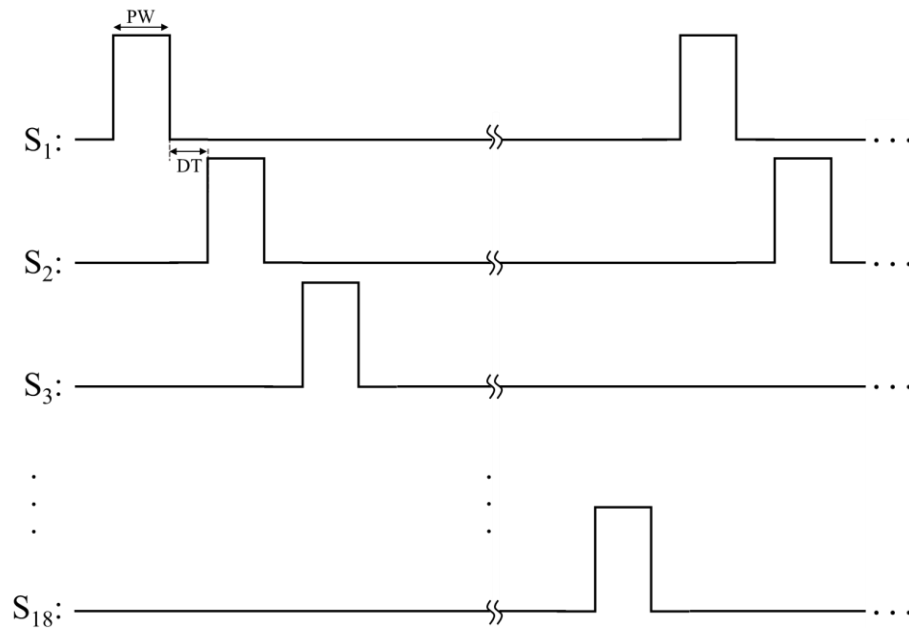 PW
S₁: . . .
DT
S₂: . . .
S₃: . . .
S₁₈: . . .